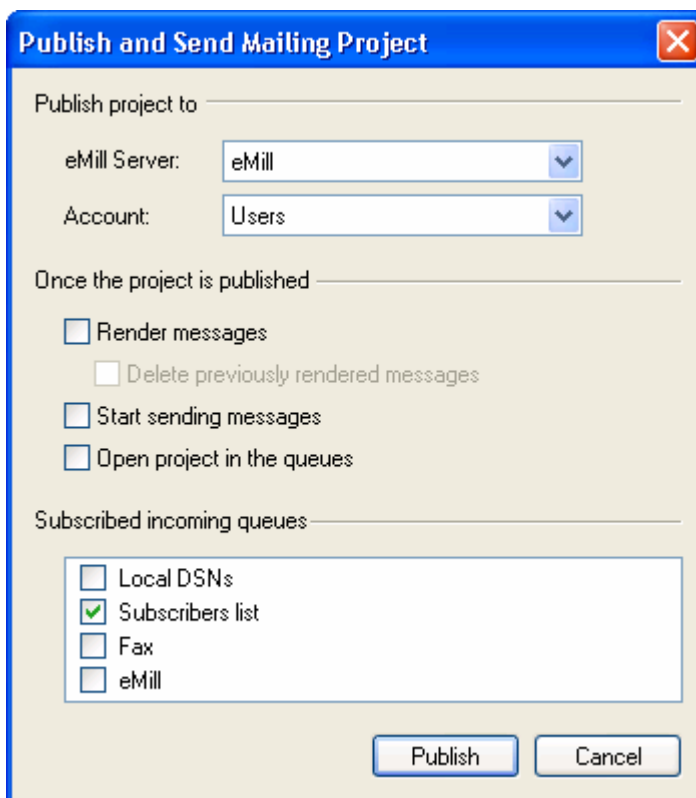 Publish and Send Mailing Project
Publish project to
eMill Server: eMill
Account: Users
Once the project is published
Render messages
Delete previously rendered messages
Start sending messages
Open project in the queues
Subscribed incoming queues
Local DSNs
Subscribers list
Fax
eMill
Publish Cancel